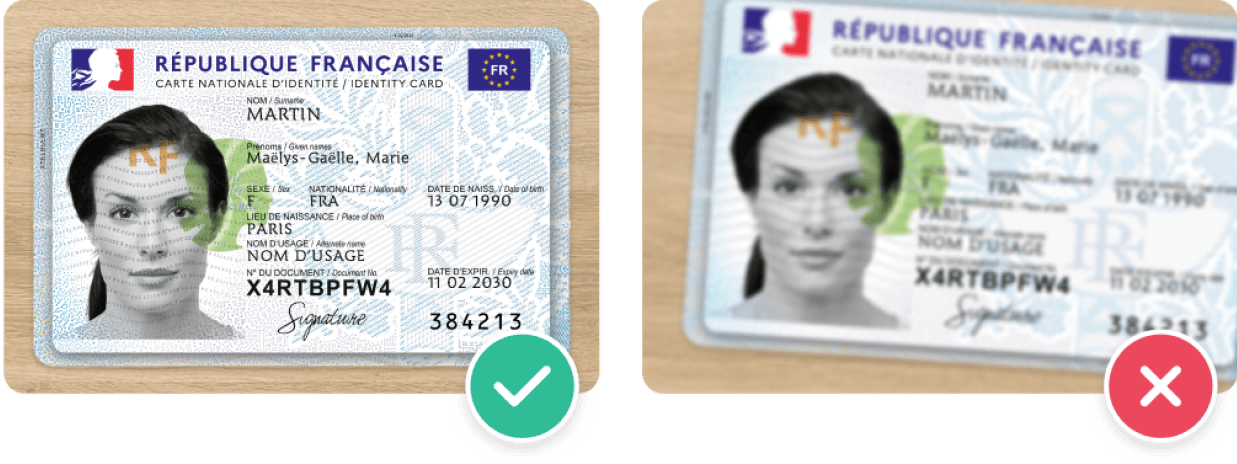 RÉPUBLIQUE FRANÇAISE
CARTE NATIONALE D'IDENTITÉ / IDENTITY CARD
FR
NOM / Surname
MARTIN
Prénoms / Given names
Maëlys-Gaëlle, Marie
SEXE / Sex NATIONALITÉ / Nationality DATE DE NAISS. / Date of birth
F FRA 13 07 1990
LIEU DE NAISSANCE / Place of birth
PARIS
NOM D'USAGE / Alternate name
NOM D'USAGE
N° DU DOCUMENT / Document No. DATE D'EXPIR. / Expiry date
X4RTBPFW4 11 02 2030
Signature
384213
RF
RF
RÉPUBLIQUE FRANÇAISE
CARTE NATIONALE D'IDENTITÉ / IDENTITY CARD
FR
MARTIN
Maëlys-Gaëlle, Marie
FRA 13 07 1990
PARIS
NOM D'USAGE
X4RTBPFW4 11 02 2030
Signature
384213
RF
RF